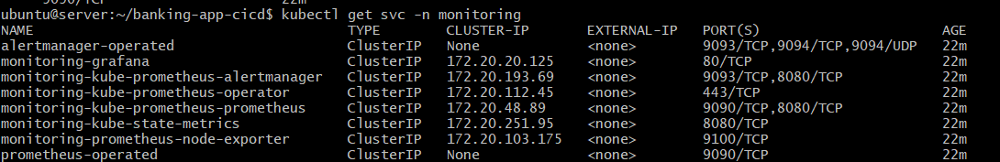 ubuntu@server:~/banking-app-cicd$ kubectl get svc -n monitoring
NAME TYPE CLUSTER-IP EXTERNAL-IP PORT(S) AGE
alertmanager-operated ClusterIP None <none> 9093/TCP,9094/TCP,9094/UDP 22m
monitoring-grafana ClusterIP 172.20.20.125 <none> 80/TCP 22m
monitoring-kube-prometheus-alertmanager ClusterIP 172.20.193.69 <none> 9093/TCP,8080/TCP 22m
monitoring-kube-prometheus-operator ClusterIP 172.20.112.45 <none> 443/TCP 22m
monitoring-kube-prometheus-prometheus ClusterIP 172.20.48.89 <none> 9090/TCP,8080/TCP 22m
monitoring-kube-state-metrics ClusterIP 172.20.251.95 <none> 8080/TCP 22m
monitoring-prometheus-node-exporter ClusterIP 172.20.103.175 <none> 9100/TCP 22m
prometheus-operated ClusterIP None <none> 9090/TCP 22m